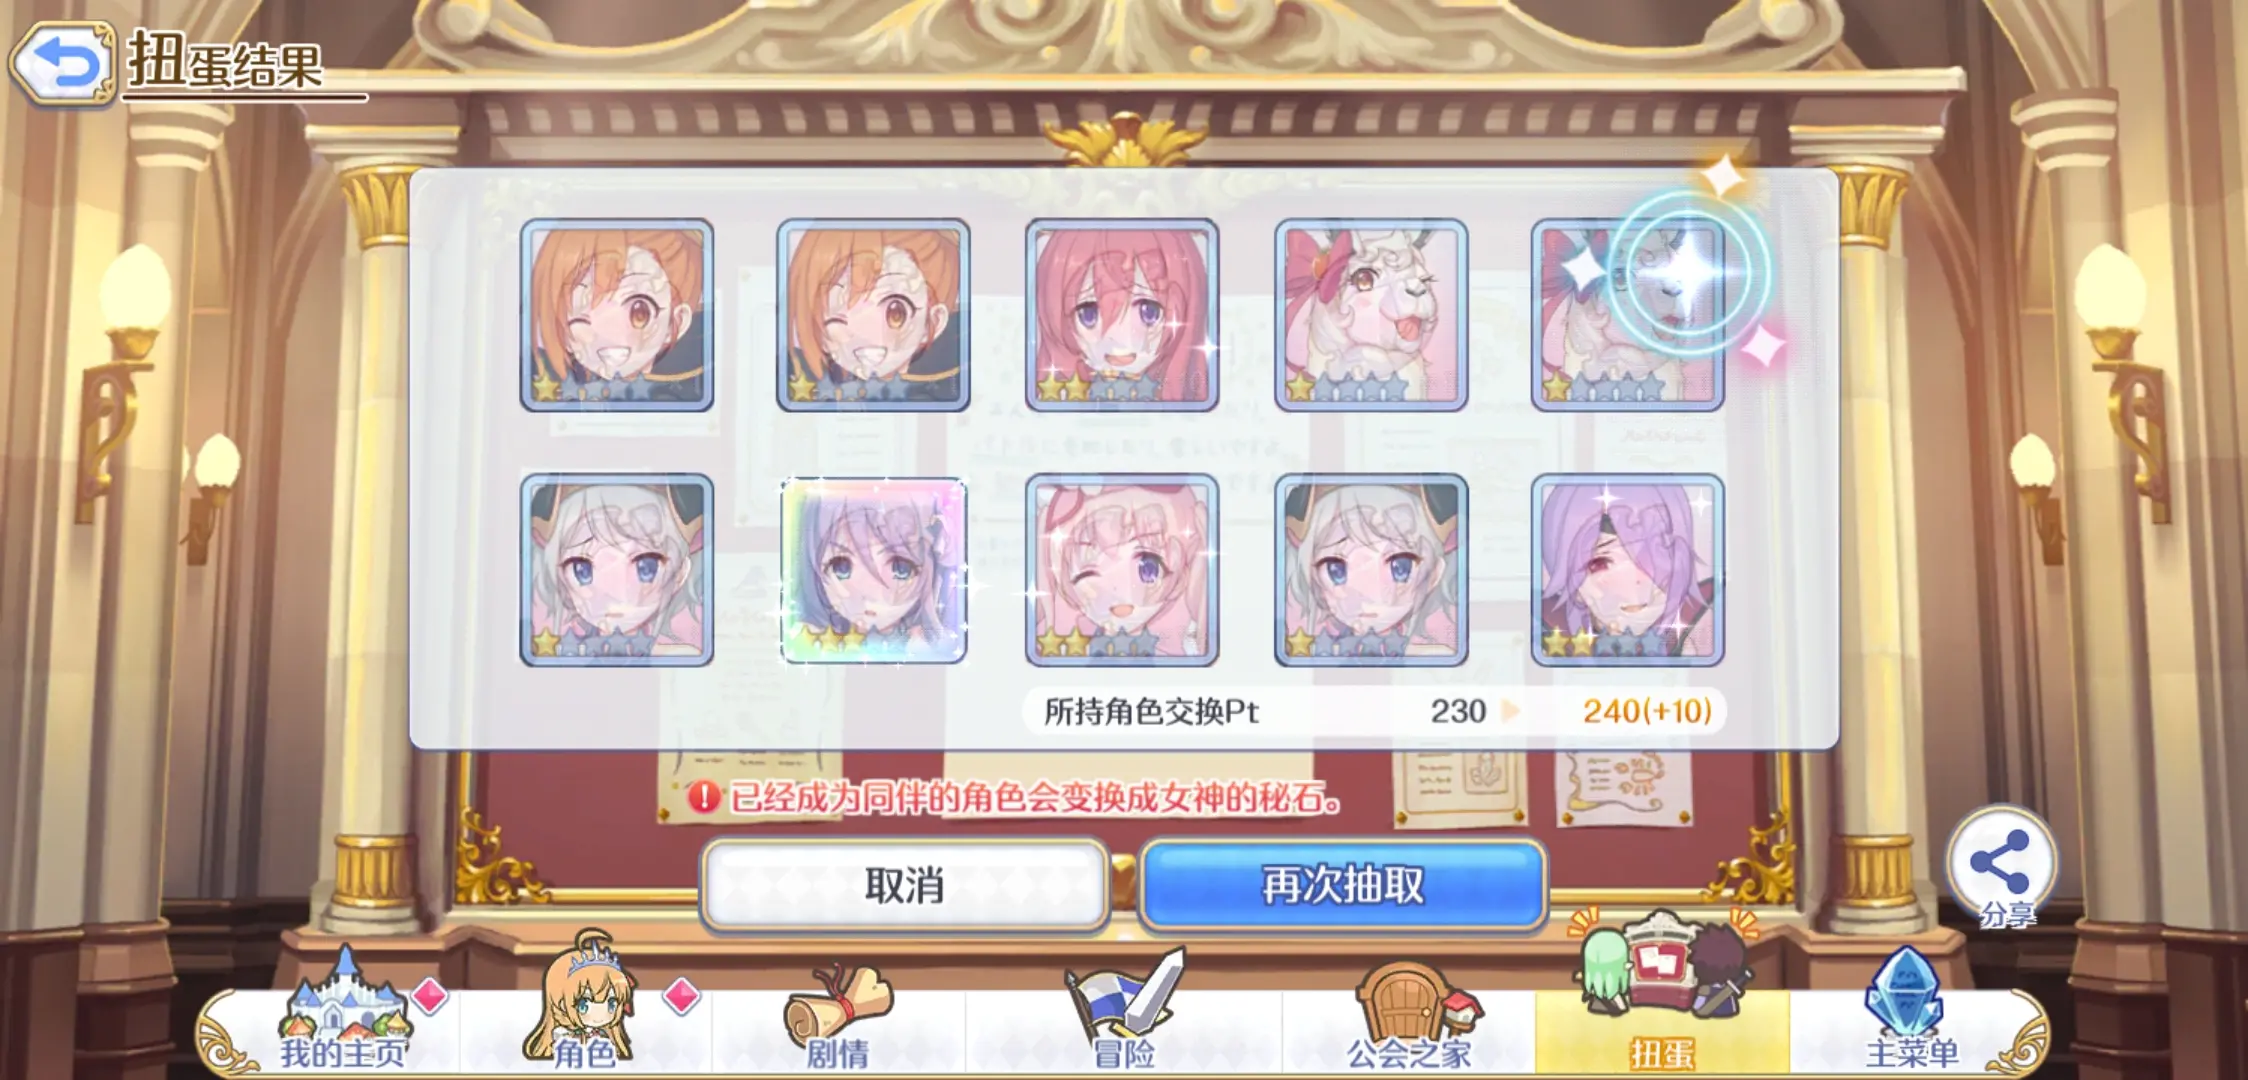 扭蛋结果
所持角色交换Pt 230 240(+10)
已经成为同伴的角色会变换成女神的秘石。
取消
再次抽取
分享
我的主页
角色
剧情
冒险
公会之家
扭蛋
主菜单